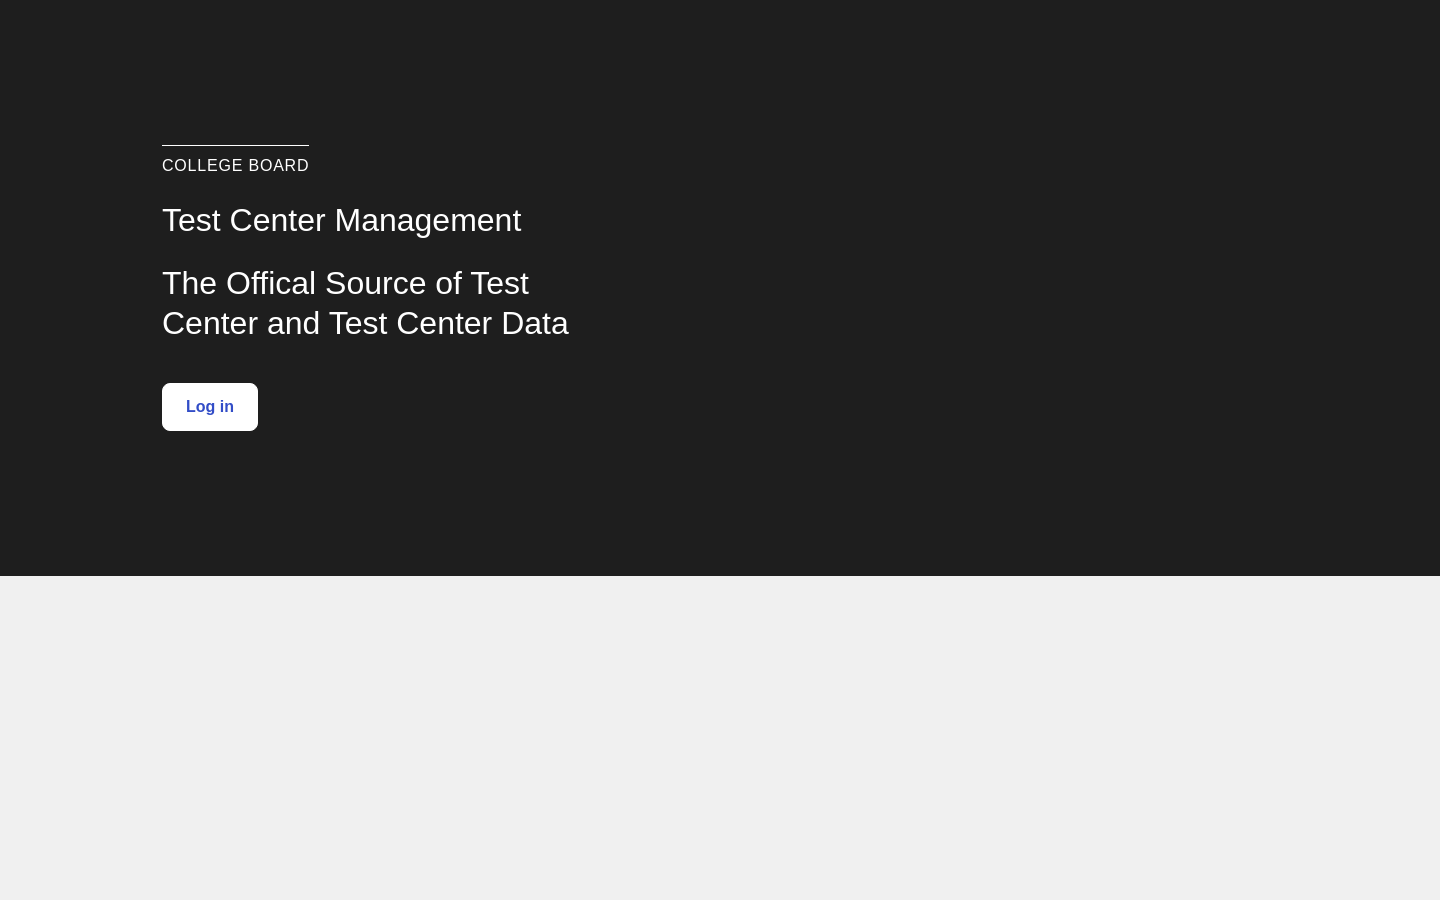 COLLEGE BOARD
Test Center Management
The Offical Source of Test
Center and Test Center Data
Log in